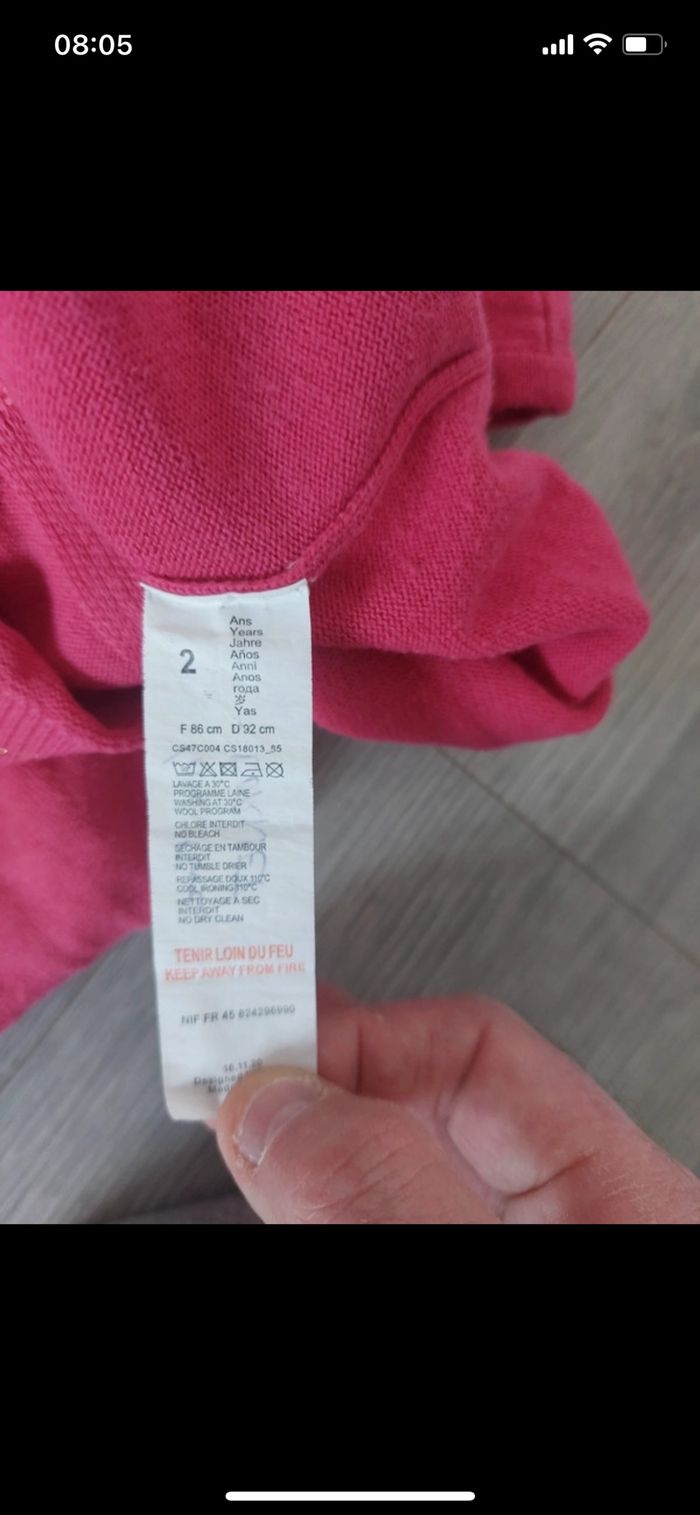 08:05
2
Ans
Years
Jahre
Años
Anni
Anos
года
岁
Yas
F 86 cm D 92 cm
CS47C004 CS18013_85
LAVAGE A 30°C
PROGRAMME LAINE
WASHING AT 30°C
WOOL PROGRAM
CHLORE INTERDIT
NO BLEACH
SECHAGE EN TAMBOUR
INTERDIT
NO TUMBLE DRIER
REPASSAGE DOUX 110°C
COOL IRONING 110°C
NETTOYAGE A SEC
INTERDIT
NO DRY CLEAN
TENIR LOIN DU FEU
KEEP AWAY FROM FIRE
NIF FR 45 824296990
Designed